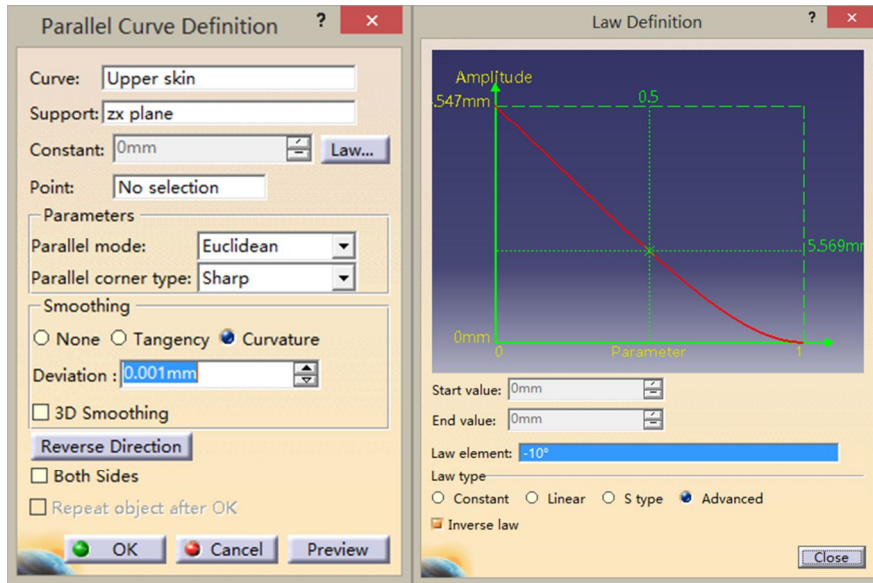 Parallel Curve Definition ? ×
Curve: Upper skin
Support: zx plane
Constant: 0mm Law...
Point: No selection
Parameters
Parallel mode: Euclidean
Parallel corner type: Sharp
Smoothing
None Tangency Curvature
Deviation : 0.001mm
3D Smoothing
Reverse Direction
Both Sides
Repeat object after OK
OK Cancel Preview
Law Definition ? ×
Amplitude
.547mm 0.5
5.569mm
0mm
0 Parameter 1
Start value: 0mm
End value: 0mm
Law element: -10°
Law type
Constant Linear S type Advanced
Inverse law
Close